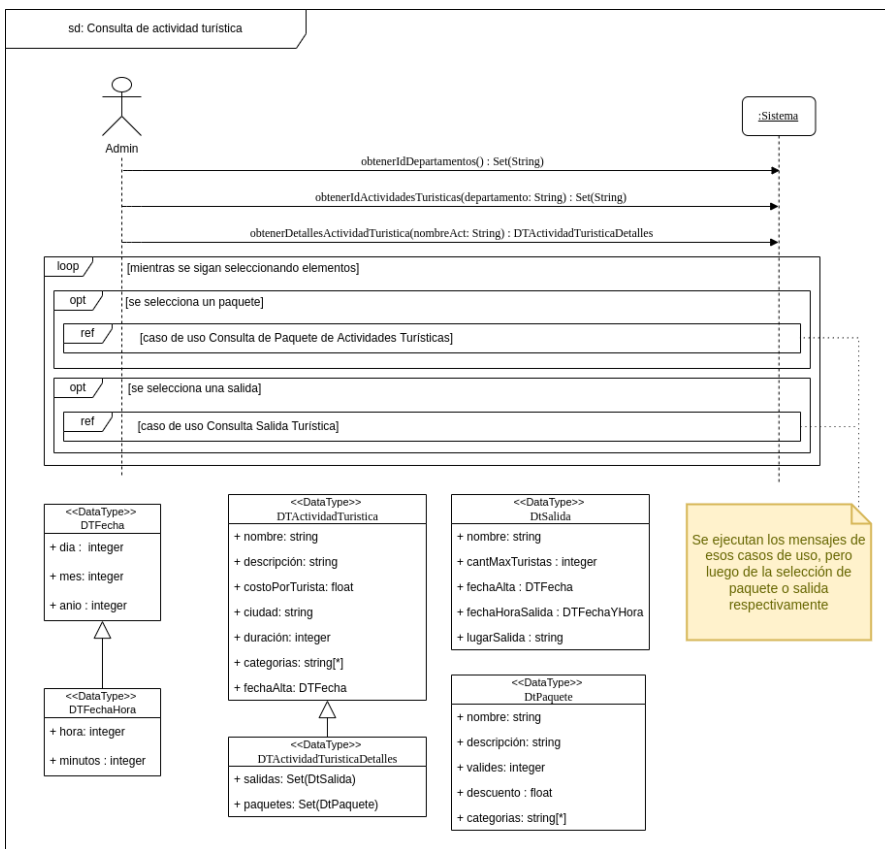 sd: Consulta de actividad turística
Admin
:Sistema
obtenerIdDepartamentos() : Set(String)
obtenerIdActividadesTuristicas(departamento: String) : Set(String)
obtenerDetallesActividadTuristica(nombreAct: String) : DTActividadTuristicaDetalles
loop
[mientras se sigan seleccionando elementos]
opt
[se selecciona un paquete]
ref
[caso de uso Consulta de Paquete de Actividades Turísticas]
opt
[se selecciona una salida]
ref
[caso de uso Consulta Salida Turística]
<<DataType>>
DTFecha
+ dia : integer
+ mes: integer
+ anio : integer
<<DataType>>
DTFechaHora
+ hora: integer
+ minutos : integer
<<DataType>>
DTActividadTuristica
+ nombre: string
+ descripción: string
+ costoPorTurista: float
+ ciudad: string
+ duración: integer
+ categorias: string[*]
+ fechaAlta: DTFecha
<<DataType>>
DTActividadTuristicaDetalles
+ salidas: Set(DtSalida)
+ paquetes: Set(DtPaquete)
<<DataType>>
DtSalida
+ nombre: string
+ cantMaxTuristas : integer
+ fechaAlta : DTFecha
+ fechaHoraSalida : DTFechaYHora
+ lugarSalida : string
<<DataType>>
DtPaquete
+ nombre: string
+ descripción: string
+ valides: integer
+ descuento : float
+ categorias: string[*]
Se ejecutan los mensajes de
esos casos de uso, pero
luego de la selección de
paquete o salida
respectivamente